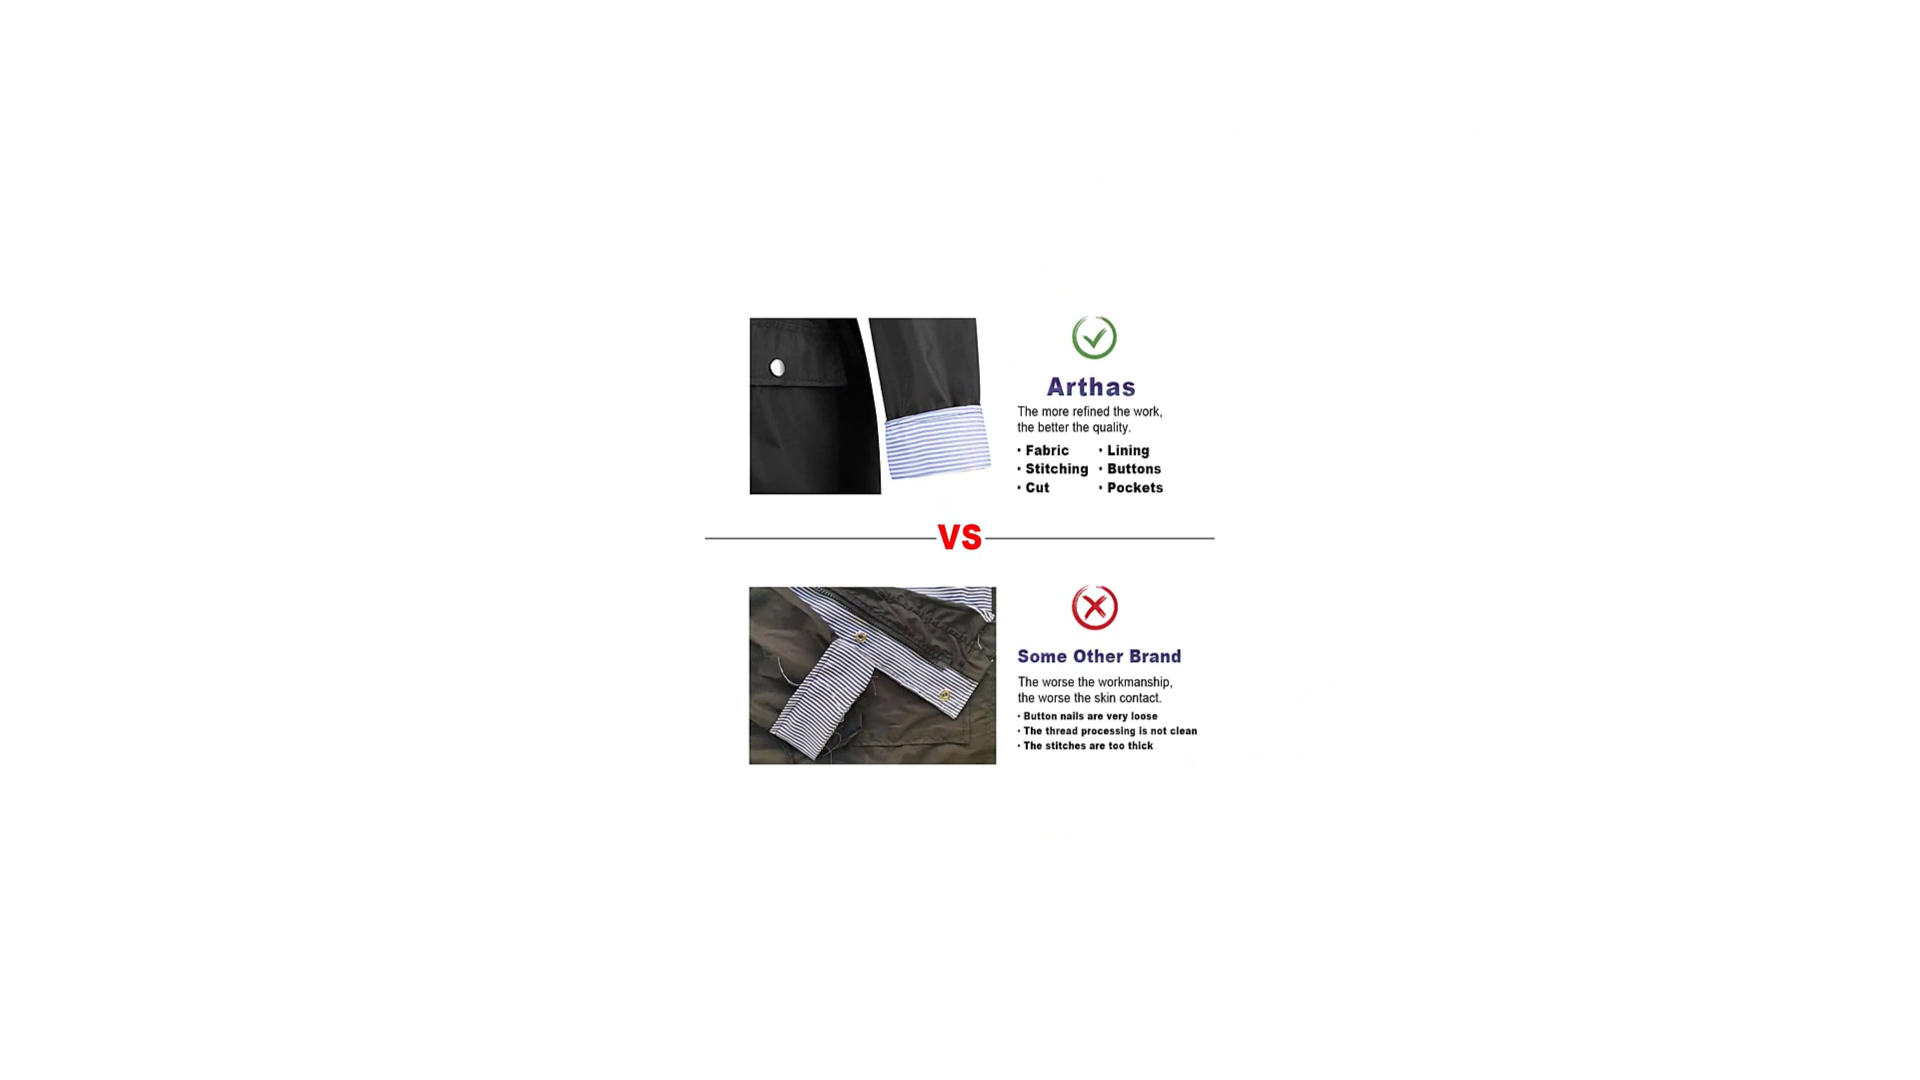 Arthas
The more refined the work,
the better the quality.
· Fabric
· Lining
· Stitching
· Buttons
· Cut
· Pockets
VS
Some Other Brand
The worse the workmanship,
the worse the skin contact.
· Button nails are very loose
· The thread processing is not clean
· The stitches are too thick